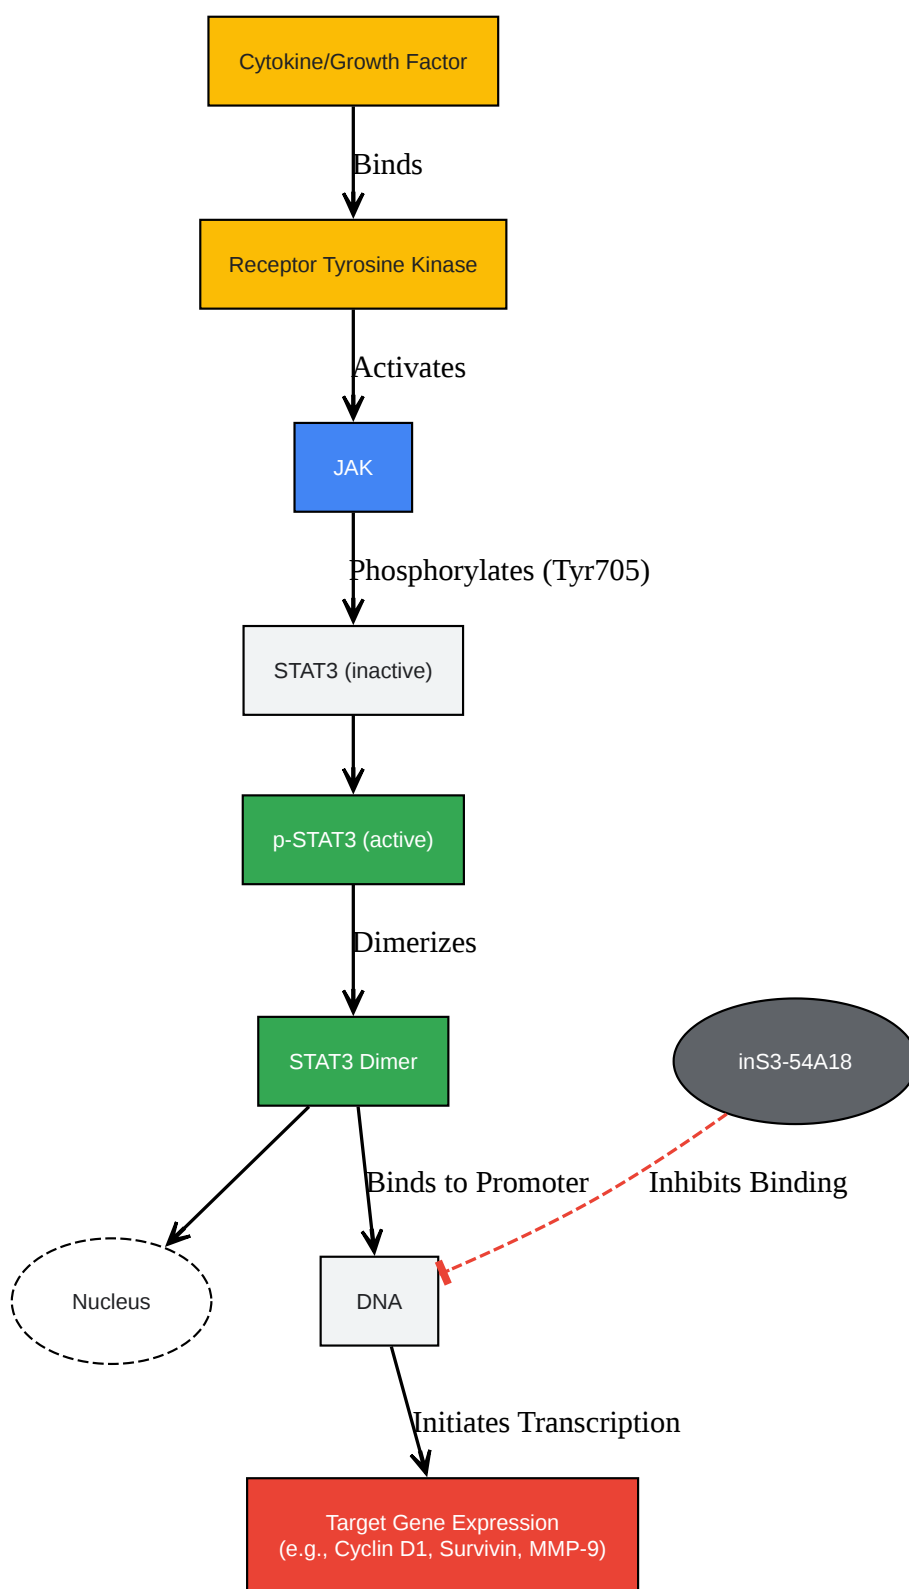 Cytokine/Growth Factor
Binds
Receptor Tyrosine Kinase
Activates
JAK
Phosphorylates (Tyr705)
STAT3 (inactive)
p-STAT3 (active)
Dimerizes
STAT3 Dimer
inS3-54A18
Binds to Promoter
Inhibits Binding
Nucleus
DNA
Initiates Transcription
Target Gene Expression
(e.g., Cyclin D1, Survivin, MMP-9)